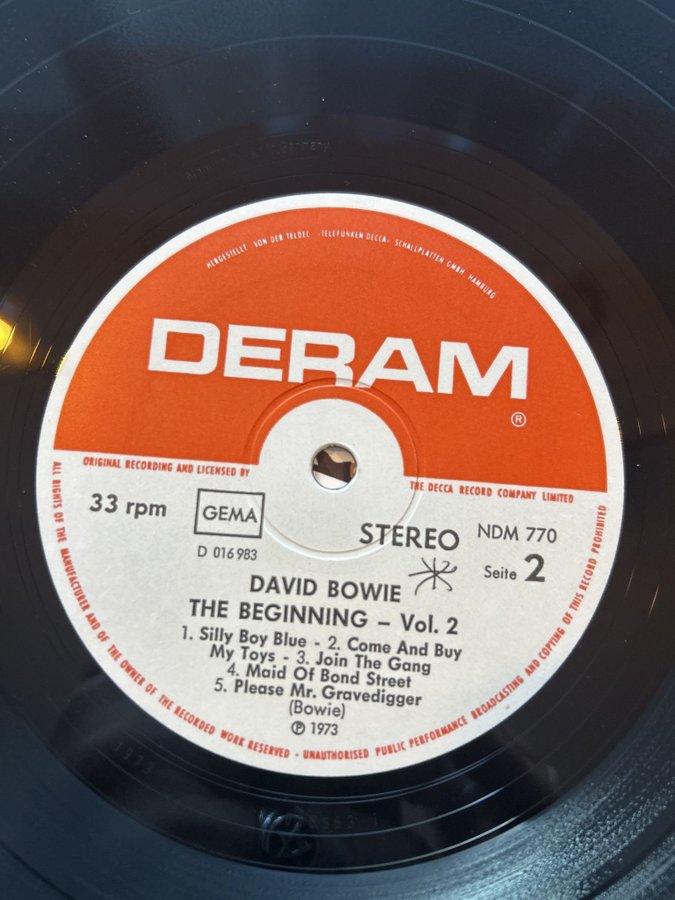 HERGESTELLT VON DER TELDEC »TELEFUNKEN DECCA« SCHALLPLATTEN GMBH, HAMBURG
DERAM
®
ORIGINAL RECORDING AND LICENSED BY
THE DECCA RECORD COMPANY LIMITED
33 rpm
GEMA
STEREO
NDM 770
D 016 983
Seite 2
DAVID BOWIE
THE BEGINNING – Vol. 2
1. Silly Boy Blue - 2. Come And Buy
My Toys - 3. Join The Gang
4. Maid Of Bond Street
5. Please Mr. Gravedigger
(Bowie)
℗ 1973
ALL RIGHTS OF THE MANUFACTURER AND OF THE OWNER OF THE RECORDED WORK RESERVED - UNAUTHORISED PUBLIC PERFORMANCE BROADCASTING AND COPYING OF THIS RECORD PROHIBITED